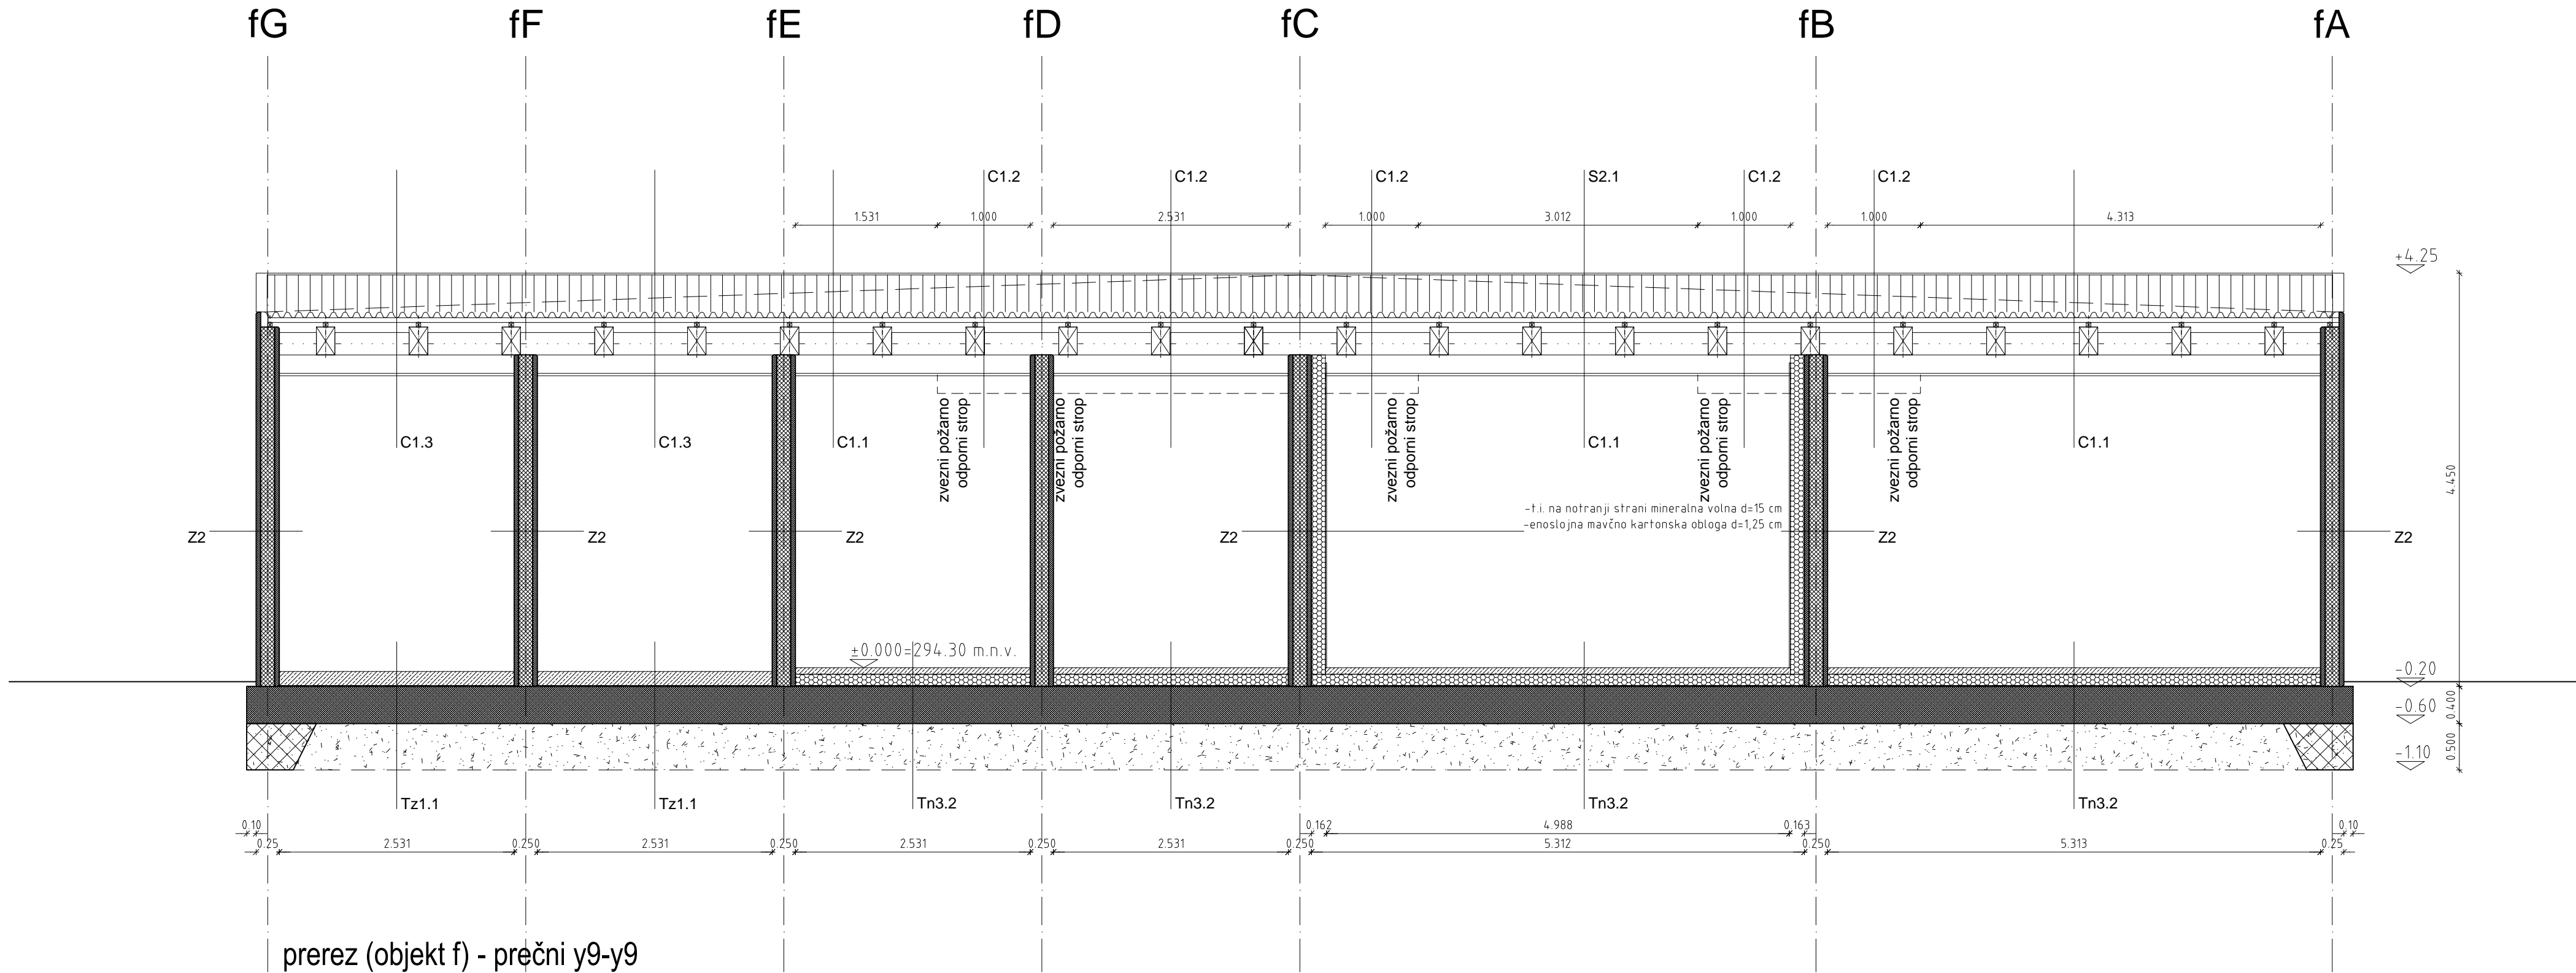 fG fF fE fD fC fB fA
C1.2 C1.2 C1.2 S2.1 C1.2 C1.2
1.531 1.000 2.531 1.000 3.012 1.000 1.000 4.313
+4.25
C1.3 C1.3 C1.1 C1.1 C1.1
zvezni požarno
odporni strop
zvezni požarno
odporni strop
zvezni požarno
odporni strop
zvezni požarno
odporni strop
zvezni požarno
odporni strop
4.450
-t.i. na notranji strani mineralna volna d=15 cm
-enoslojna mavčno kartonska obloga d=1,25 cm
Z2 Z2 Z2 Z2 Z2 Z2
±0.000=294.30 m.n.v.
-0.20
0.400
-0.60
0.500
-1.10
Tz1.1 Tz1.1 Tn3.2 Tn3.2 Tn3.2 Tn3.2
0.10 0.162 4.988 0.163 0.10
0.25 2.531 0.250 2.531 0.250 2.531 0.250 2.531 0.250 5.312 0.250 5.313 0.25
prerez (objekt f) - prečni y9-y9